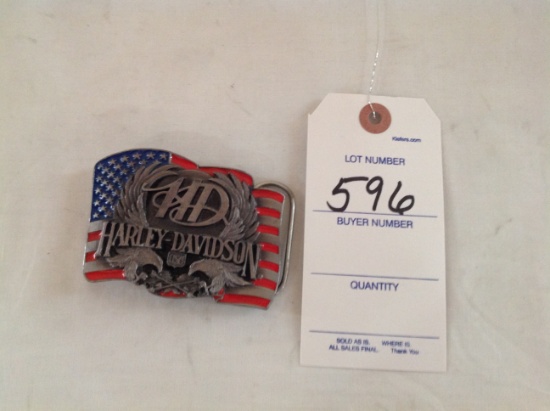 HD
HARLEY-DAVIDSON
Kiefers.com
LOT NUMBER
596
BUYER NUMBER
QUANTITY
SOLD AS IS. WHERE IS.
ALL SALES FINAL. Thank You